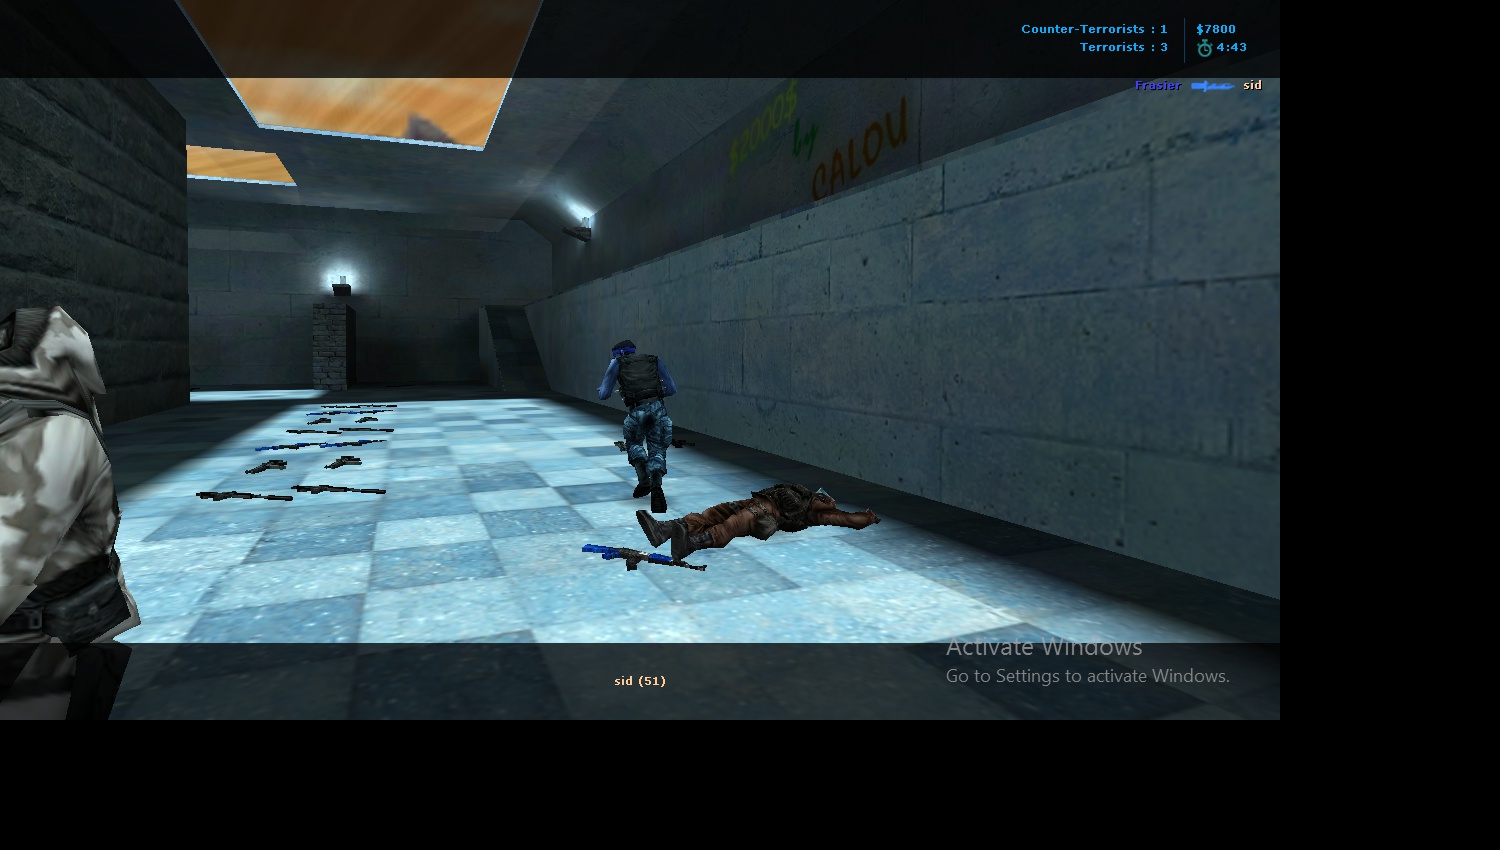 Counter-Terrorists : 1
$7800
Terrorists : 3
4:43
Frasier
sid
$2000$
by
CALOU
Activate Windows
Go to Settings to activate Windows.
sid (51)